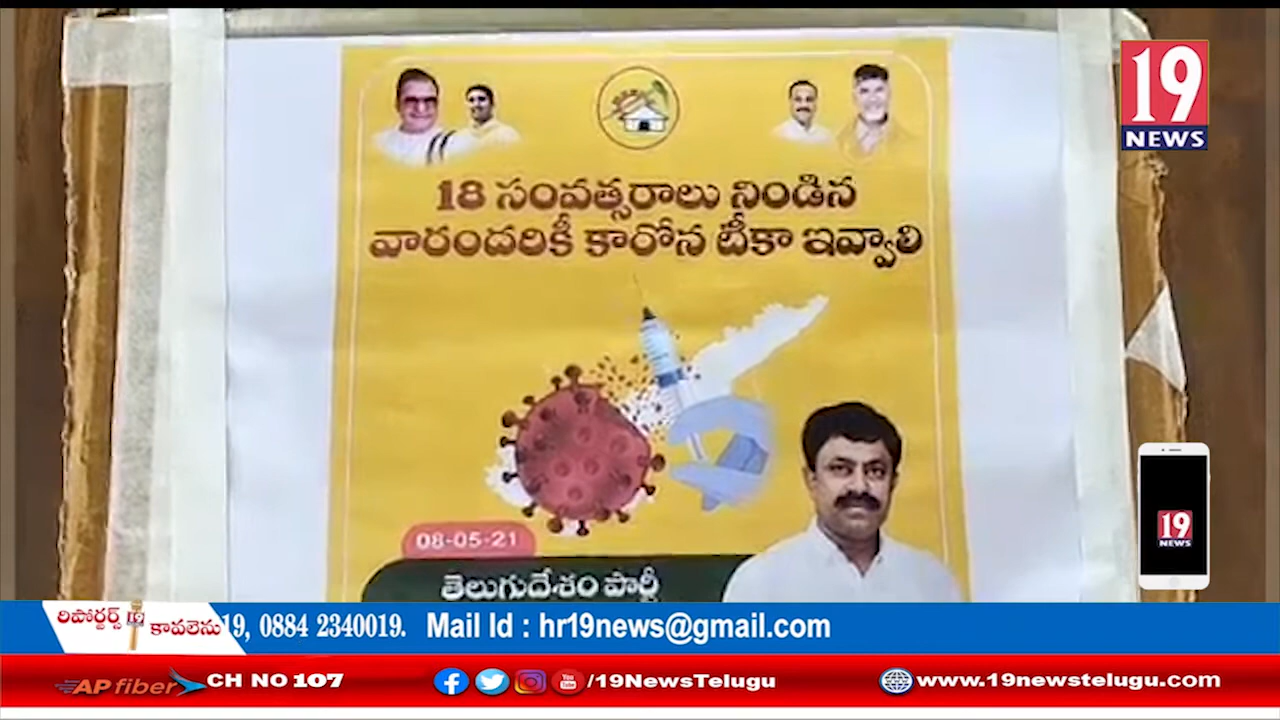 19
NEWS
18 సంవత్సరాలు నిండిన
వారందరికీ కారోన టీకా ఇవ్వాలి
08-05-21
తెలుగుదేశం పార్టీ
19
NEWS
రిపోర్టర్స్ 19 కావలెను
19, 0884 2340019. Mail Id : hr19news@gmail.com
AP fiber CH NO 107
/19NewsTelugu
www.19newstelugu.com